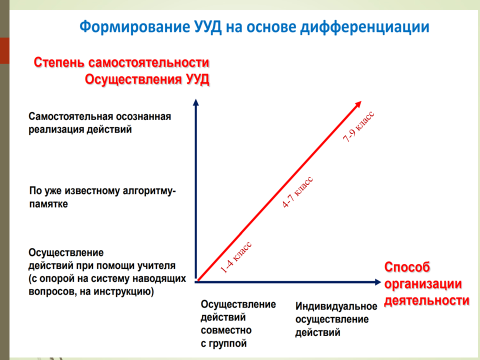 Формирование УУД на основе дифференциации
Степень самостоятельности
Осуществления УУД
Самостоятельная осознанная
реализация действий
По уже известному алгоритму-
памятке
Осуществление
действий при помощи учителя
(с опорой на систему наводящих
вопросов, на инструкцию)
1-4 класс
4-7 класс
7-9 класс
Осуществление
действий
совместно
с группой
Индивидуальное
осуществление
действий
Способ
организации
деятельности